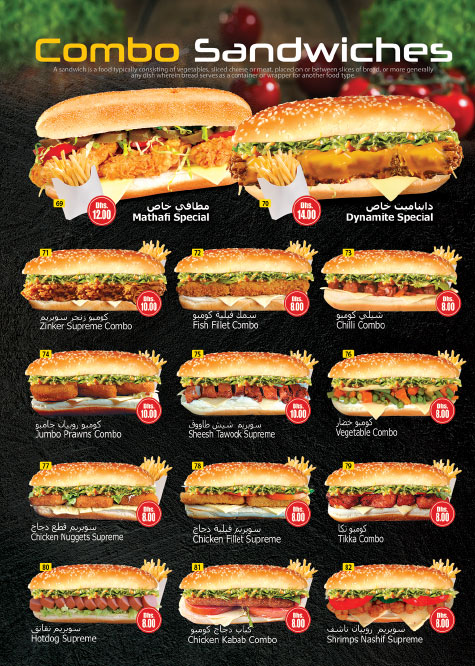 Combo Sandwiches
A sandwich is a food typically consisting of vegetables, sliced cheese or meat, placed on or between slices of bread, or more generally
any dish wherein bread serves as a container or wrapper for another food type.
69
Dhs.
12.00
مطافي خاص
Mathafi Special
70
Dhs.
14.00
داينامیت خاص
Dynamite Special
71
Dhs.
10.00
كومبو زنجر سوبريم
Zinker Supreme Combo
72
Dhs.
8.00
سمك فيلية كومبو
Fish Fillet Combo
73
Dhs.
8.00
شيلي كومبو
Chilli Combo
74
Dhs.
10.00
كومبو روبيان جامبو
Jumbo Prawns Combo
75
Dhs.
10.00
سوبريم شيش طاووق
Sheesh Tawook Supreme
76
Dhs.
8.00
كومبو خضار
Vegetable Combo
77
Dhs.
8.00
سوبريم قطع دجاج
Chicken Nuggets Supreme
78
Dhs.
8.00
سوبريم فيلية دجاج
Chicken Fillet Supreme
79
Dhs.
8.00
كومبو تكا
Tikka Combo
80
Dhs.
8.00
سوبريم نقانق
Hotdog Supreme
81
Dhs.
8.00
كباب دجاج كومبو
Chicken Kabab Combo
82
Dhs.
8.00
سوبريم روبيان ناشف
Shrimps Nashif Supreme